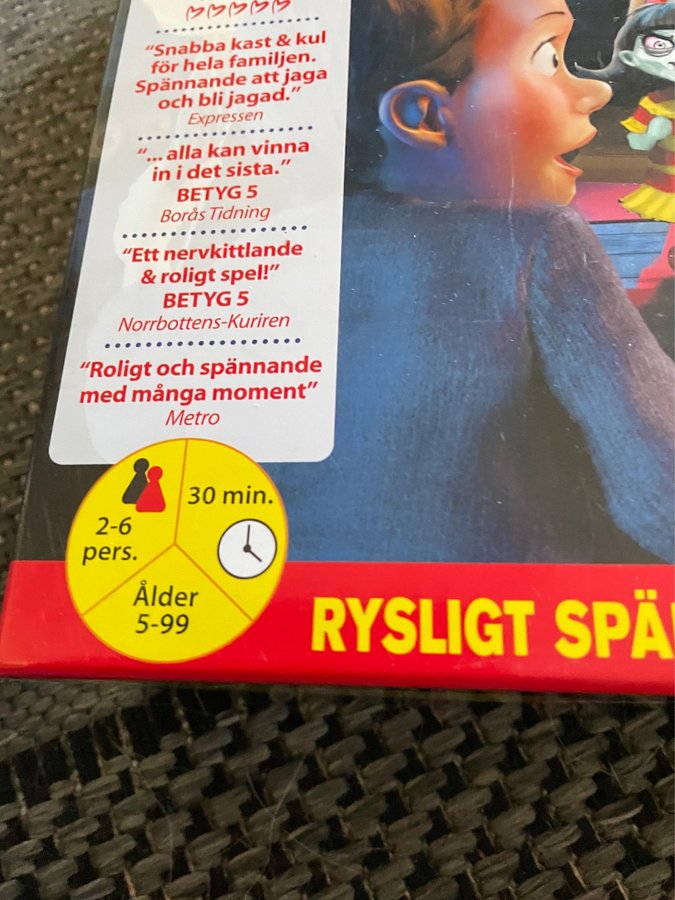 “Snabba kast & kul
för hela familjen.
Spännande att jaga
och bli jagad.”
Expressen
“... alla kan vinna
in i det sista.”
BETYG 5
Borås Tidning
“Ett nervkittlande
& roligt spel!”
BETYG 5
Norrbottens-Kuriren
“Roligt och spännande
med många moment”
Metro
30 min.
2-6
pers.
Ålder
5-99
RYSLIGT SPÄ